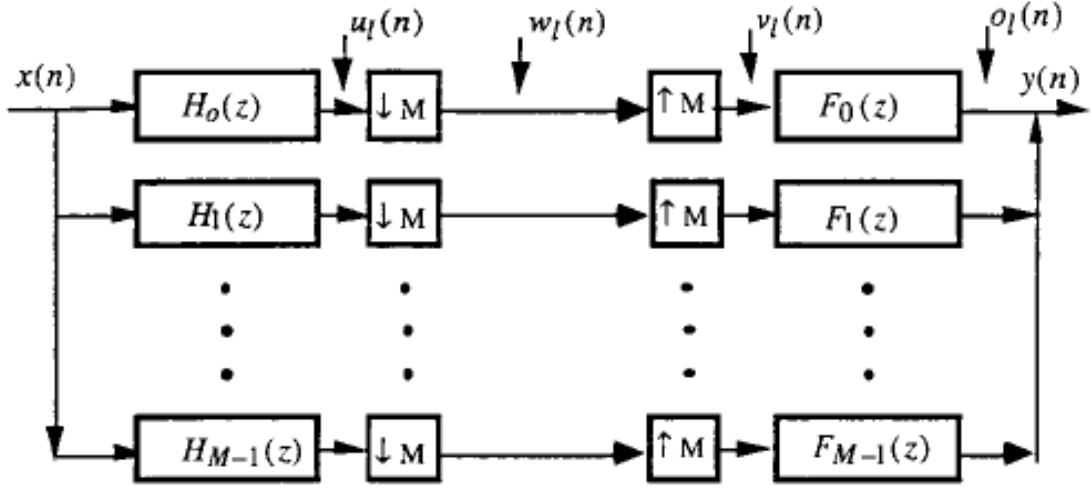 u_l(n) w_l(n) v_l(n) o_l(n)
x(n) y(n)
H_o(z) ↓ M ↑ M F_0(z)
H_1(z) ↓ M ↑ M F_1(z)
H_{M-1}(z) ↓ M ↑ M F_{M-1}(z)